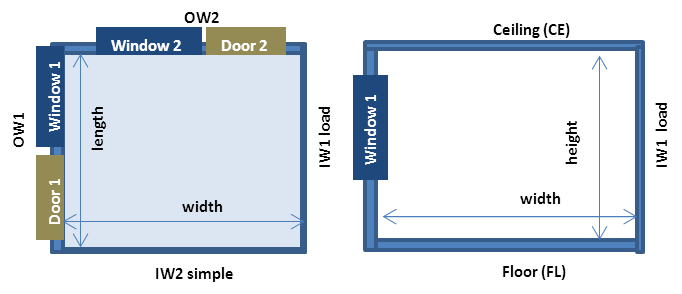 OW2
Window 2
Door 2
OW1
Window 1
Door 1
length
width
IW1 load
IW2 simple
Ceiling (CE)
Window 1
height
width
IW1 load
Floor (FL)